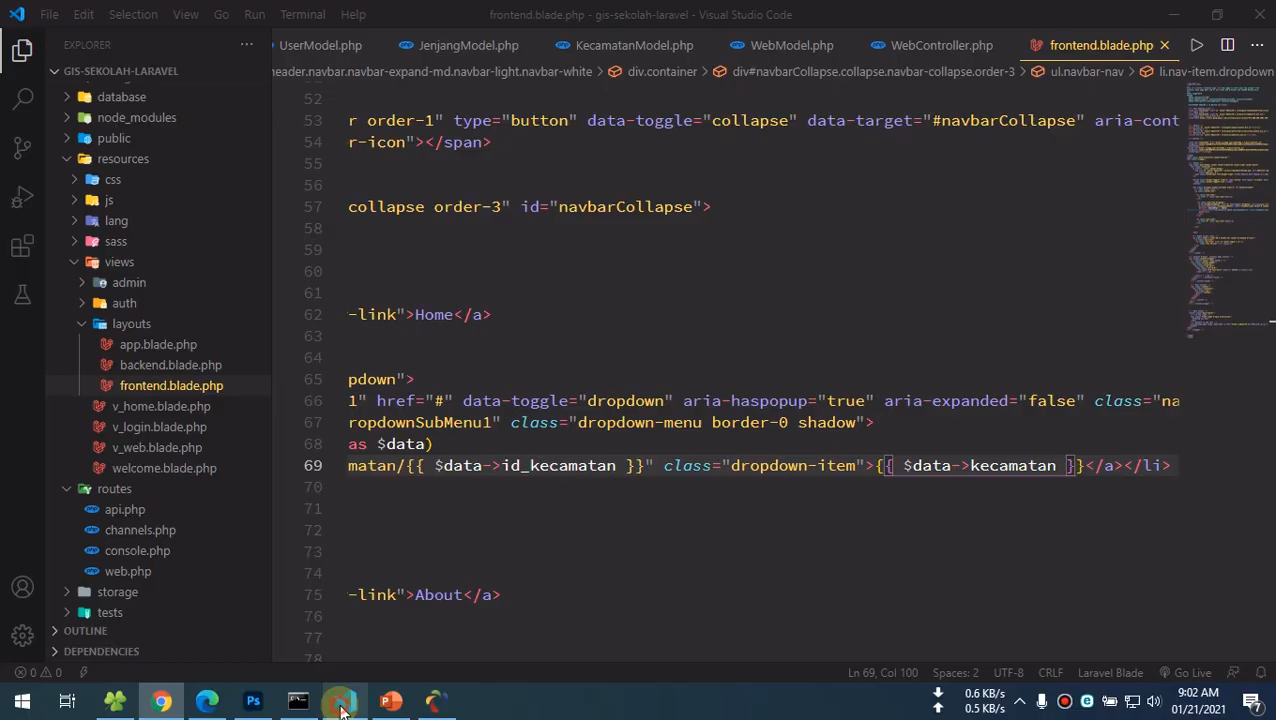 File Edit Selection View Go Run Terminal Help frontend.blade.php - gis-sekolah-laravel - Visual Studio Code
EXPLORER
UserModel.php JenjangModel.php KecamatanModel.php WebModel.php WebController.php frontend.blade.php
eader.navbar.navbar-expand-md.navbar-light.navbar-white div.container div#navbarCollapse.collapse.navbar-collapse.order-3 ul.navbar-nav li.nav-item.dropdown
GIS-SEKOLAH-LARAVEL
database
node_modules
public
resources
css
js
lang
sass
views
admin
auth
layouts
app.blade.php
backend.blade.php
frontend.blade.php
v_home.blade.php
v_login.blade.php
v_web.blade.php
welcome.blade.php
routes
api.php
channels.php
console.php
web.php
storage
tests
OUTLINE
DEPENDENCIES
52
53 r order-1" type="button" data-toggle="collapse" data-target="#navbarCollapse" aria-cont
54 r-icon"></span>
55
56
57 collapse order-3" id="navbarCollapse">
58
59
60
61
62 -link">Home</a>
63
64
65 pdown">
66 1" href="#" data-toggle="dropdown" aria-haspopup="true" aria-expanded="false" class="na
67 ropdownSubMenu1" class="dropdown-menu border-0 shadow">
68 as $data)
69 matan/{{ $data->id_kecamatan }}" class="dropdown-item">{{ $data->kecamatan }}</a></li>
70
71
72
73
74
75 -link">About</a>
76
77
78
0 0 Ln 69, Col 100 Spaces: 2 UTF-8 CRLF Laravel Blade Go Live
Ps
0.6 KB/s
0.5 KB/s
9:02 AM
01/21/2021
7